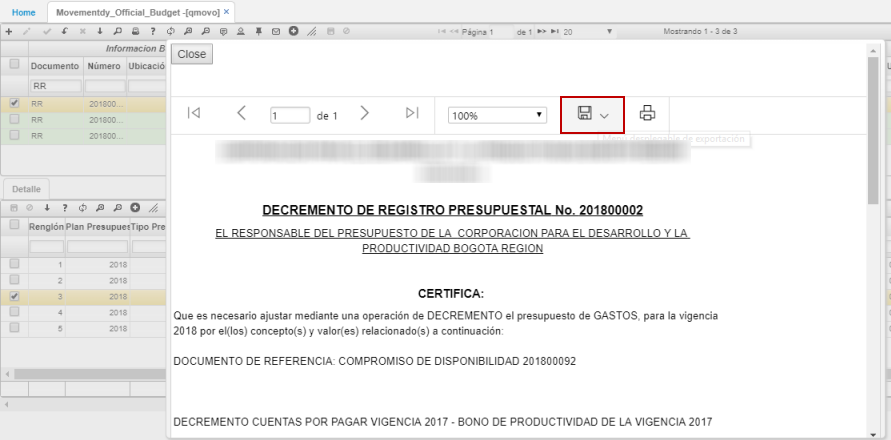 Home
Movementdy_Official_Budget -[qmovo] ×
Página 1 de 1 20 Mostrando 1 - 3 de 3
Informacion B
Documento Número Ubicació
RR
RR 201800...
RR 201800...
RR 201800...
Detalle
Renglón Plan Presupues Tipo Pre
1 2018
2 2018
3 2018
4 2018
5 2018
Close
1 de 1 100%
Menú desplegable de exportación
DECREMENTO DE REGISTRO PRESUPUESTAL No. 201800002
EL RESPONSABLE DEL PRESUPUESTO DE LA CORPORACION PARA EL DESARROLLO Y LA
PRODUCTIVIDAD BOGOTA REGION
CERTIFICA:
Que es necesario ajustar mediante una operación de DECREMENTO el presupuesto de GASTOS, para la vigencia
2018 por el(los) concepto(s) y valor(es) relacionado(s) a continuación:
DOCUMENTO DE REFERENCIA: COMPROMISO DE DISPONIBILIDAD 201800092
DECREMENTO CUENTAS POR PAGAR VIGENCIA 2017 - BONO DE PRODUCTIVIDAD DE LA VIGENCIA 2017